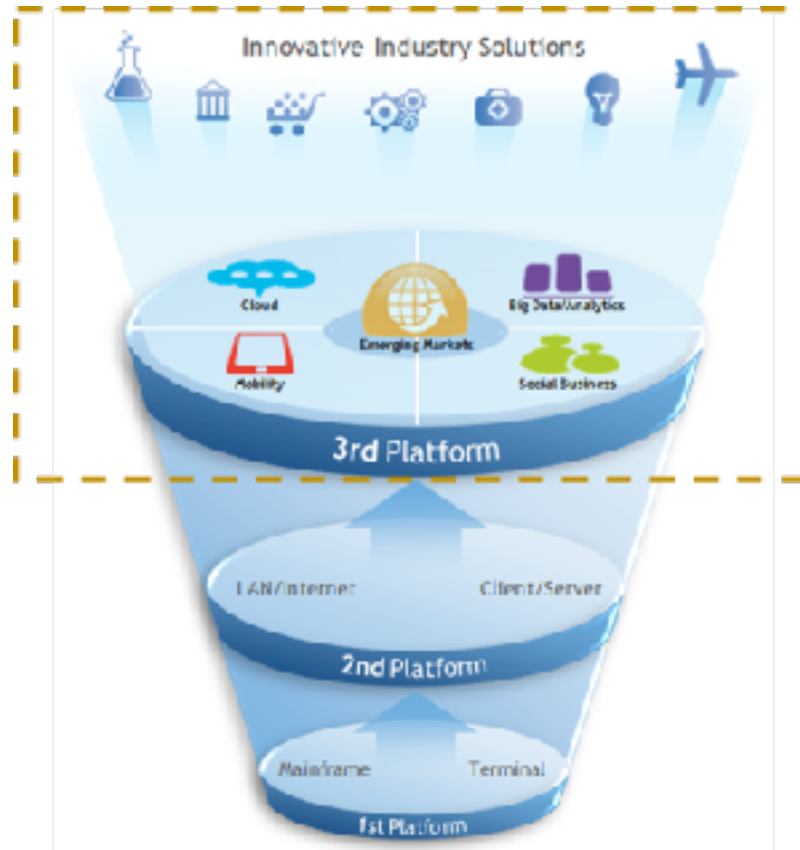 Innovative Industry Solutions
Cloud
Big Data/Analytics
Emerging Markets
Mobility
Social Business
3rd Platform
LAN/Internet
Client/Server
2nd Platform
Mainframe
Terminal
1st Platform